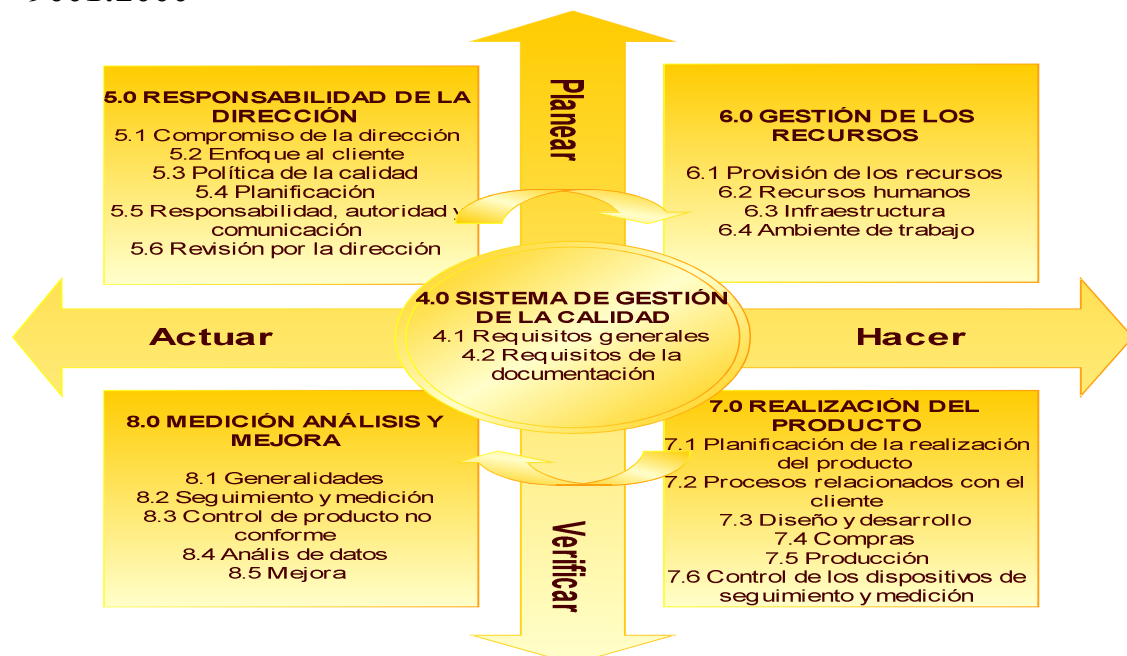 9001:2000
Planear
5.0 RESPONSABILIDAD DE LA
DIRECCIÓN
5.1 Compromiso de la dirección
5.2 Enfoque al cliente
5.3 Política de la calidad
5.4 Planificación
5.5 Responsabilidad, autoridad y
comunicación
5.6 Revisión por la dirección
6.0 GESTIÓN DE LOS
RECURSOS
6.1 Provisión de los recursos
6.2 Recursos humanos
6.3 Infraestructura
6.4 Ambiente de trabajo
Actuar
4.0 SISTEMA DE GESTIÓN
DE LA CALIDAD
4.1 Requisitos generales
4.2 Requisitos de la
documentación
Hacer
8.0 MEDICIÓN ANÁLISIS Y
MEJORA
8.1 Generalidades
8.2 Seguimiento y medición
8.3 Control de producto no
conforme
8.4 Anális de datos
8.5 Mejora
7.0 REALIZACIÓN DEL
PRODUCTO
7.1 Planificación de la realización
del producto
7.2 Procesos relacionados con el
cliente
7.3 Diseño y desarrollo
7.4 Compras
7.5 Producción
7.6 Control de los dispositivos de
seguimiento y medición
Verificar